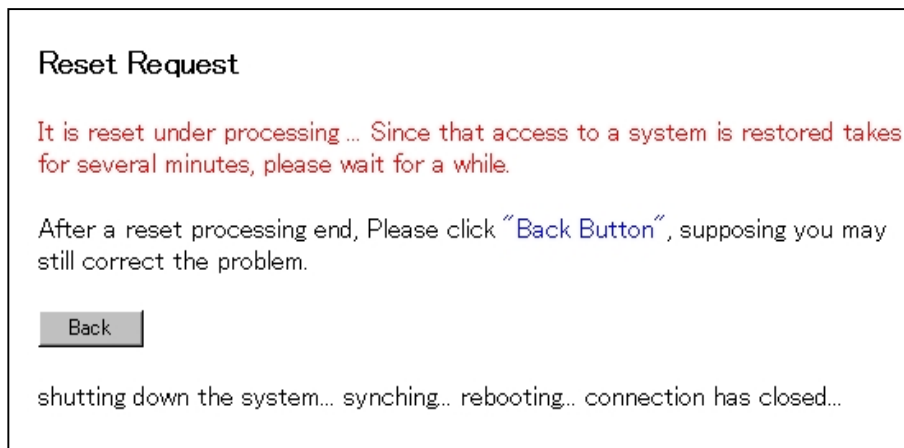 Reset Request
It is reset under processing ... Since that access to a system is restored takes
for several minutes, please wait for a while.
After a reset processing end, Please click "Back Button", supposing you may
still correct the problem.
Back
shutting down the system... synching... rebooting... connection has closed...